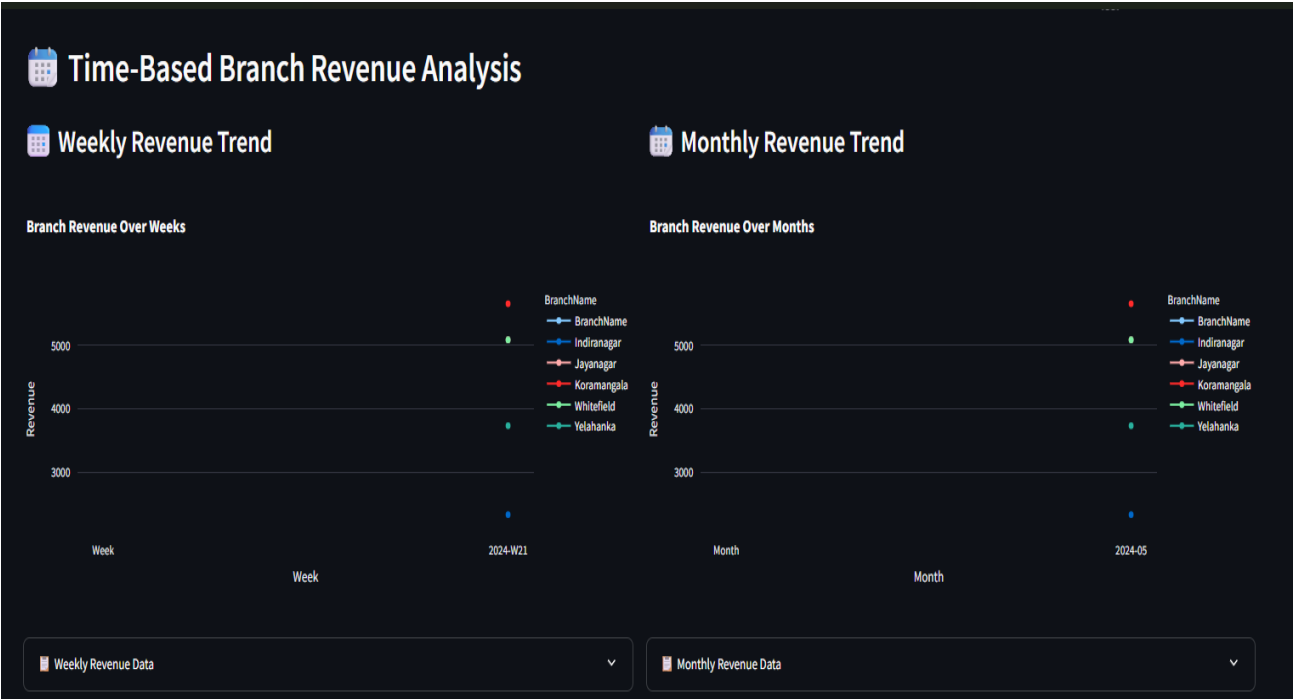 Time-Based Branch Revenue Analysis
Weekly Revenue Trend
Branch Revenue Over Weeks
BranchName
BranchName
Indiranagar
Jayanagar
Koramangala
Whitefield
Yelahanka
5000
4000
3000
Revenue
Week
2024-W21
Week
Weekly Revenue Data
Monthly Revenue Trend
Branch Revenue Over Months
BranchName
BranchName
Indiranagar
Jayanagar
Koramangala
Whitefield
Yelahanka
5000
4000
3000
Revenue
Month
2024-05
Month
Monthly Revenue Data